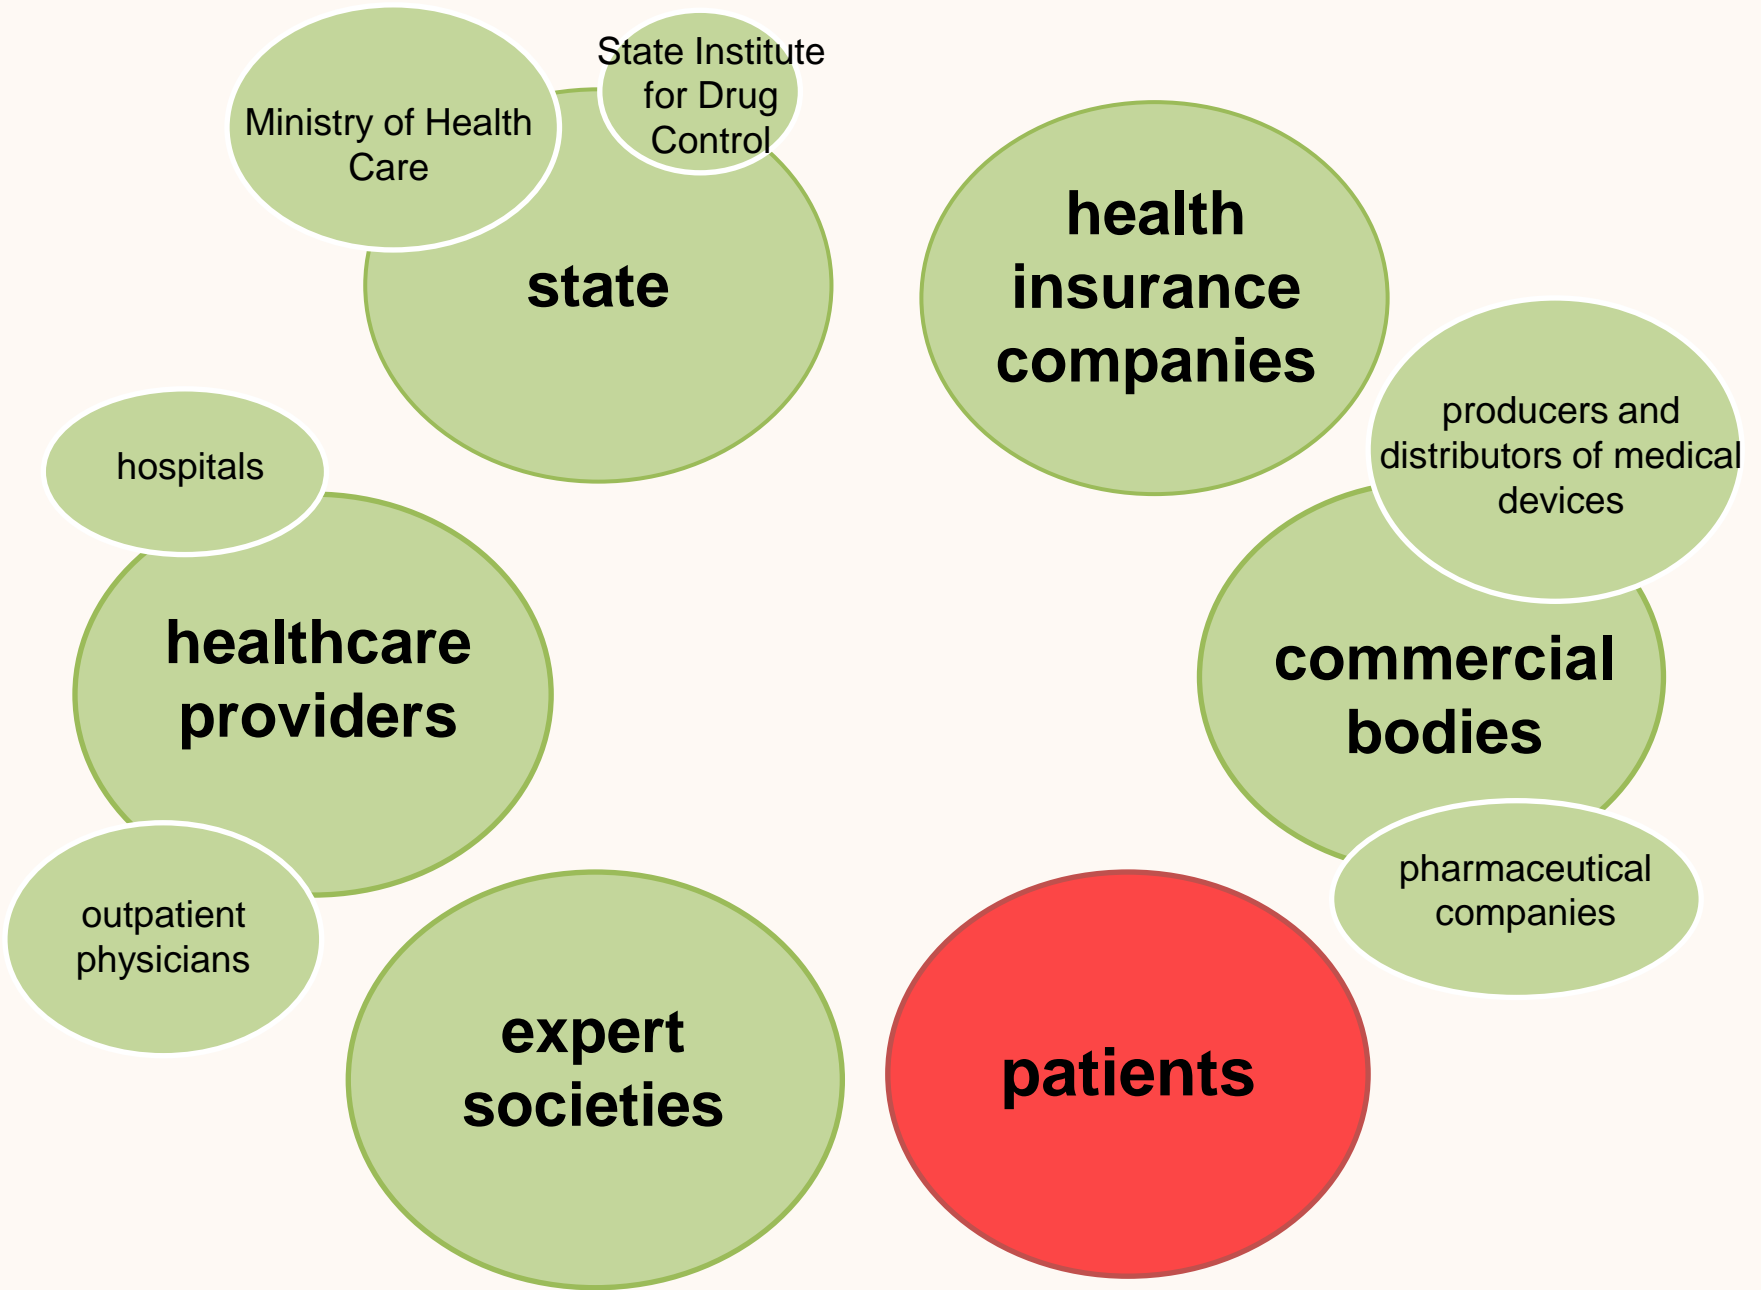 State Institute
for Drug
Control
Ministry of Health
Care
state
health
insurance
companies
producers and
distributors of medical
devices
hospitals
healthcare
providers
commercial
bodies
outpatient
physicians
pharmaceutical
companies
expert
societies
patients